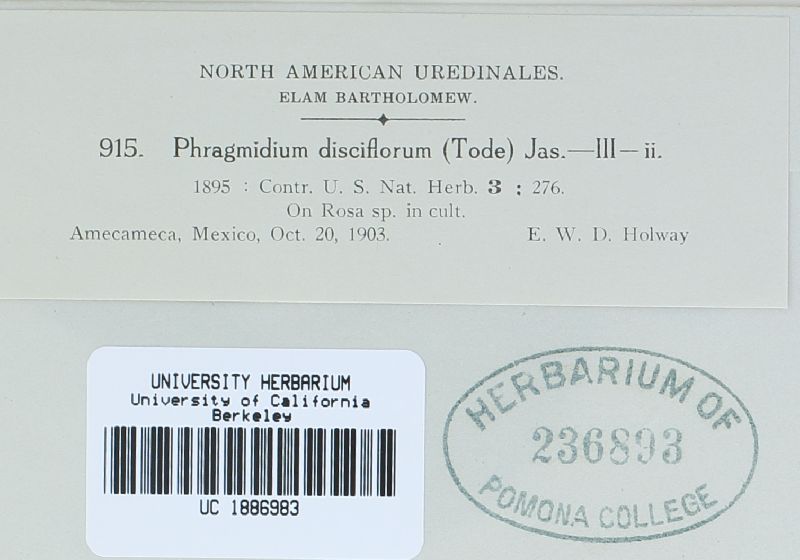 NORTH AMERICAN UREDINALES.
ELAM BARTHOLOMEW.
915. Phragmidium disciflorum (Tode) Jas.—III—ii.
1895 : Contr. U. S. Nat. Herb. 3 : 276.
On Rosa sp. in cult.
Amecameca, Mexico, Oct. 20, 1903. E. W. D. Holway
UNIVERSITY HERBARIUM
University of California
Berkeley
UC 1886983
HERBARIUM OF
236893
POMONA COLLEGE